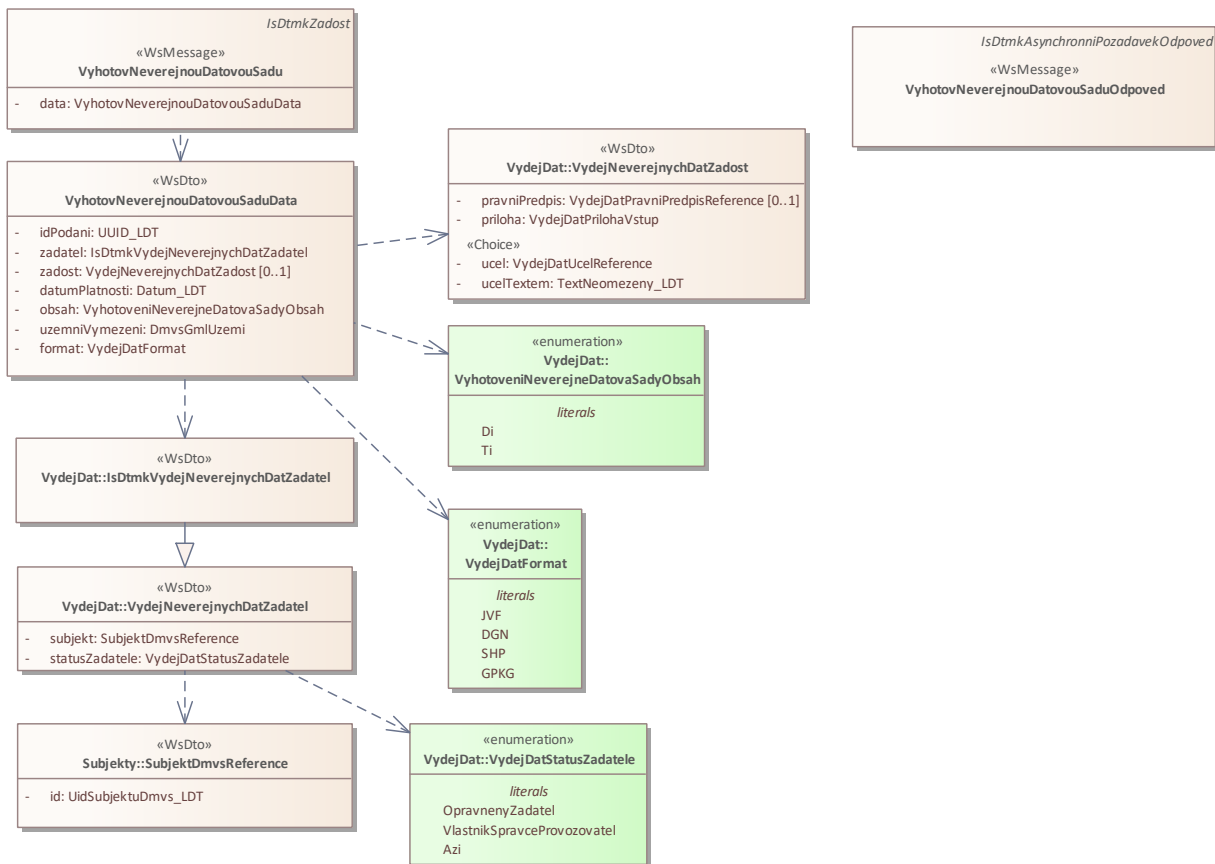 IsDtmkZadost
«WsMessage»
VyhotovNeverejnouDatovouSadu
- data: VyhotovNeverejnouDatovouSaduData
IsDtmkAsynchronniPozadavekOdpoved
«WsMessage»
VyhotovNeverejnouDatovouSaduOdpoved
«WsDto»
VyhotovNeverejnouDatovouSaduData
- idPodani: UUID_LDT
- zadatel: IsDtmkVydejNeverejnychDatZadatel
- zadost: VydejNeverejnychDatZadost [0..1]
- datumPlatnosti: Datum_LDT
- obsah: VyhotoveniNeverejneDatovaSadyObsah
- uzemniVymezeni: DmvsGmlUzemi
- format: VydejDatFormat
«WsDto»
VydejDat::VydejNeverejnychDatZadost
- pravniPredpis: VydejDatPravniPredpisReference [0..1]
- priloha: VydejDatPrilohaVstup
«Choice»
- ucel: VydejDatUcelReference
- ucelTextem: TextNeomezeny_LDT
«enumeration»
VydejDat::
VyhotoveniNeverejneDatovaSadyObsah
literals
Di
Ti
«WsDto»
VydejDat::IsDtmkVydejNeverejnychDatZadatel
«enumeration»
VydejDat::
VydejDatFormat
literals
JVF
DGN
SHP
GPKG
«WsDto»
VydejDat::VydejNeverejnychDatZadatel
- subjekt: SubjektDmvsReference
- statusZadatele: VydejDatStatusZadatele
«WsDto»
Subjekty::SubjektDmvsReference
- id: UidSubjektuDmvs_LDT
«enumeration»
VydejDat::VydejDatStatusZadatele
literals
OpravnenyZadatel
VlastnikSpravceProvozovatel
Azi